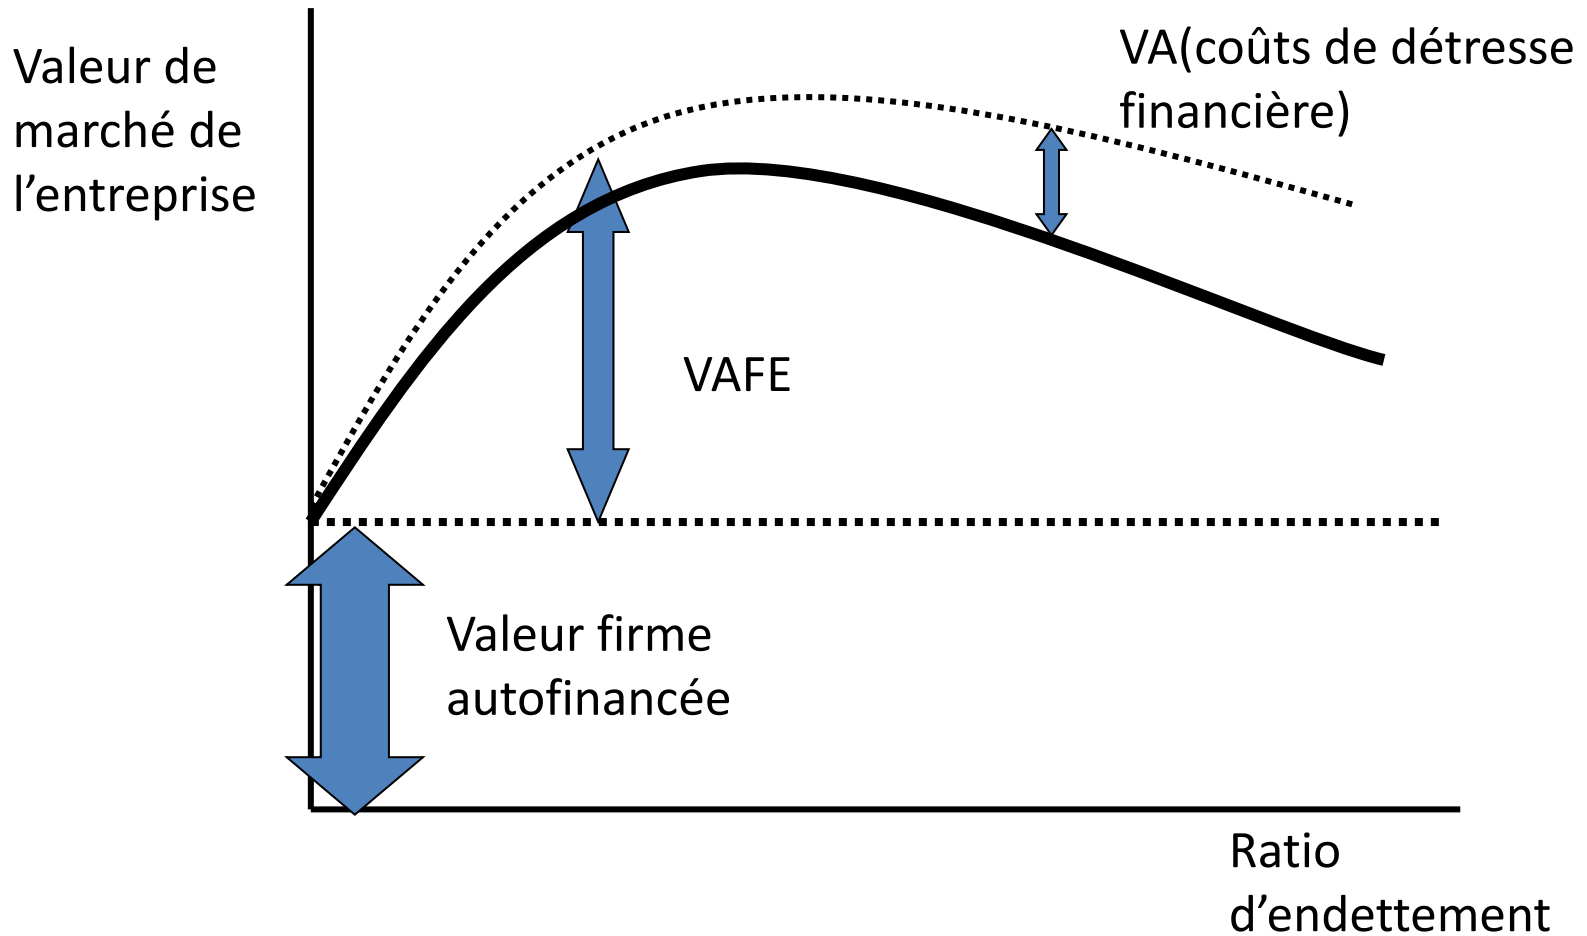 Valeur de
marché de
l’entreprise
VA(coûts de détresse
financière)
VAFE
Valeur firme
autofinancée
Ratio
d’endettement